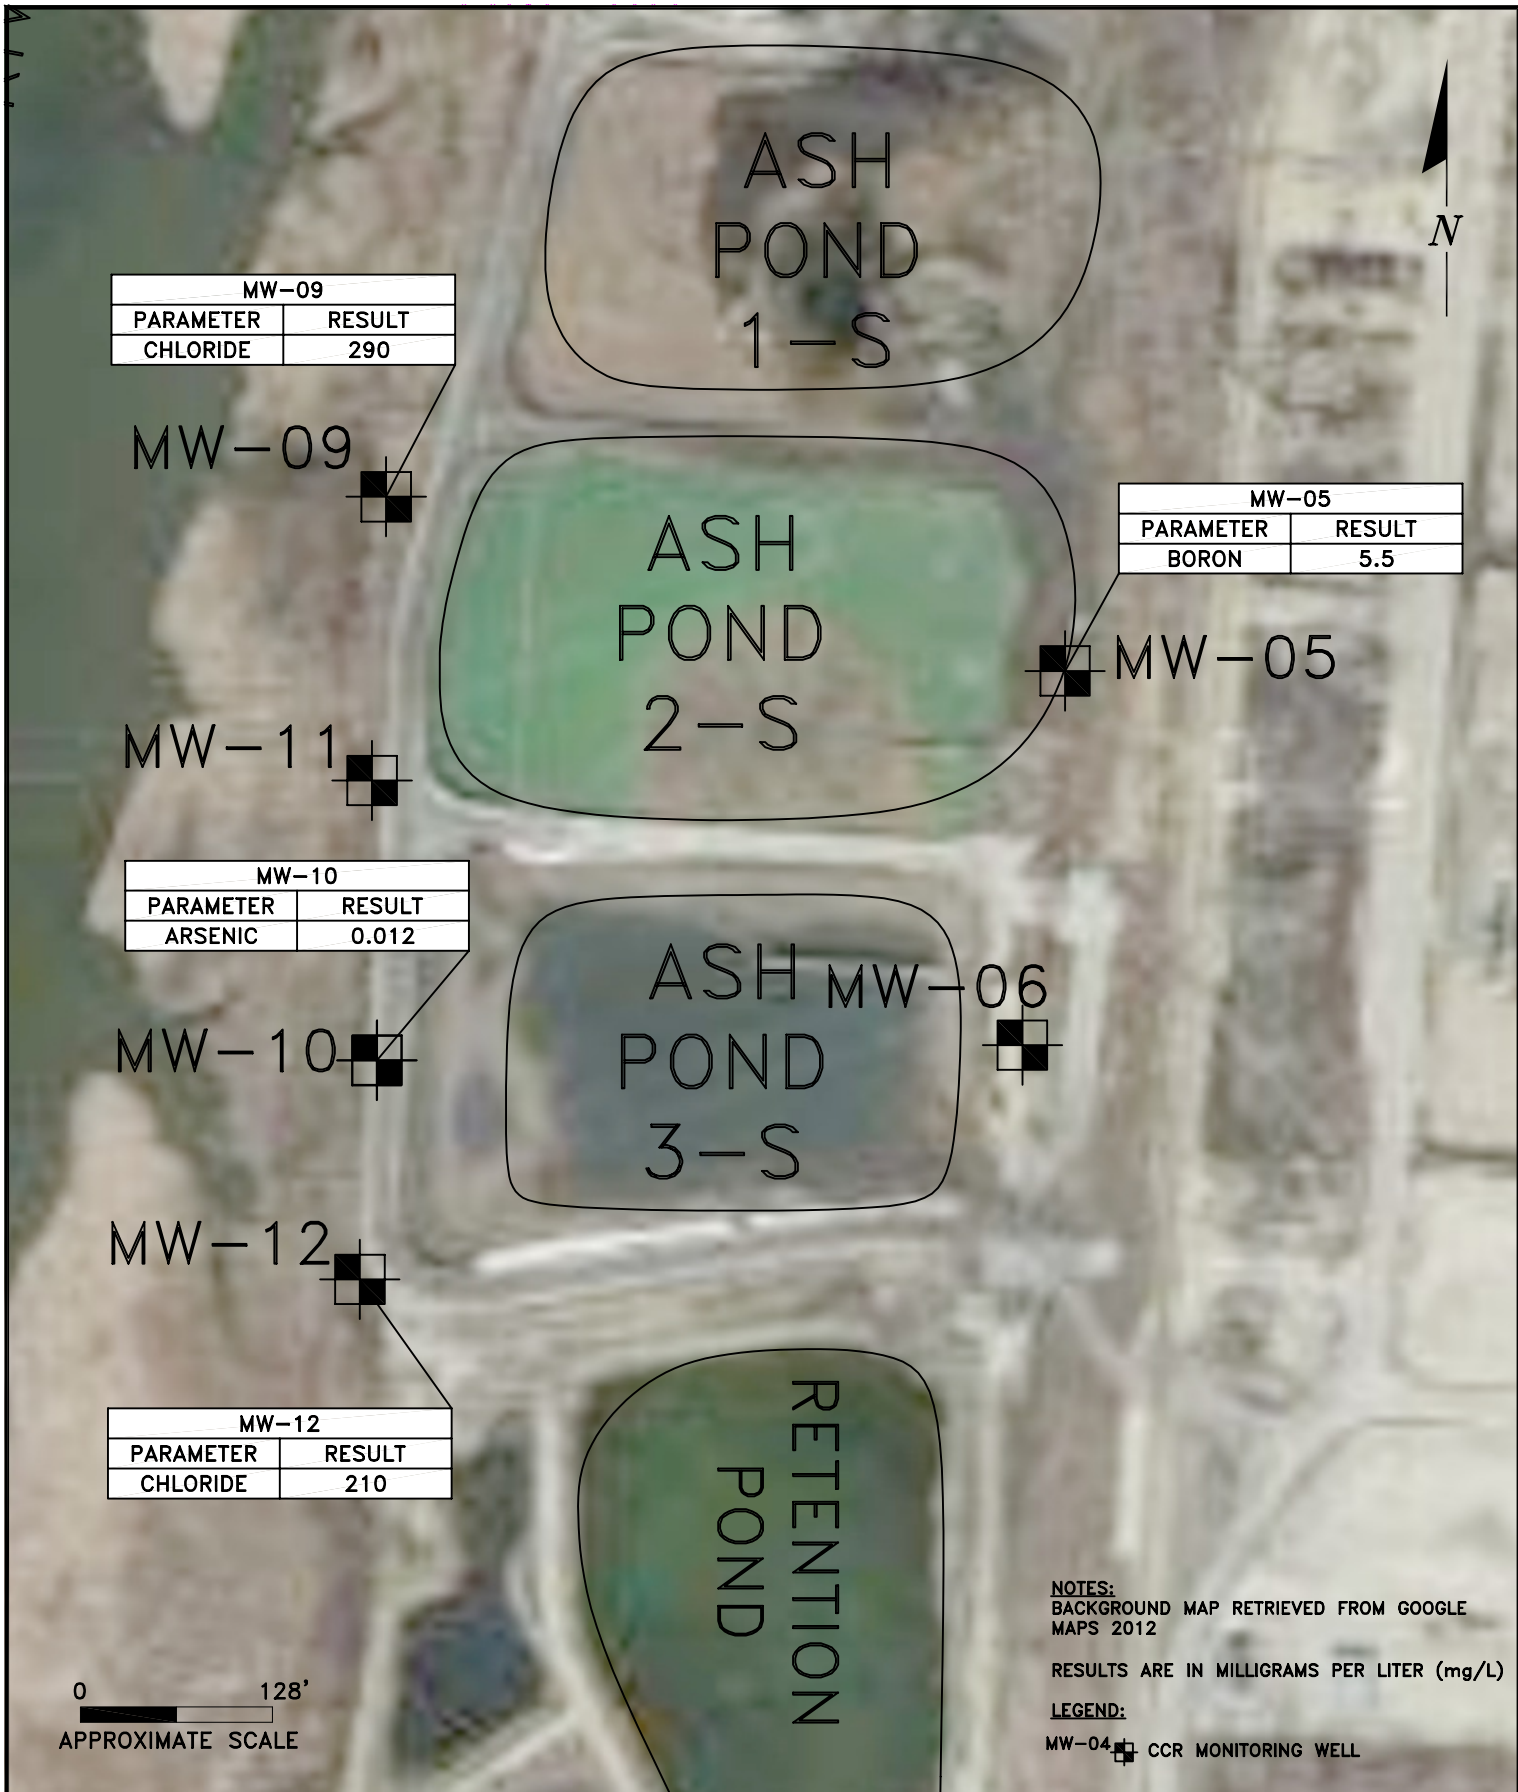 ASH
POND
1-S
N
MW-09
PARAMETER RESULT
CHLORIDE 290
MW-09
MW-05
PARAMETER RESULT
BORON 5.5
ASH
POND
2-S
MW-05
MW-11
MW-10
PARAMETER RESULT
ARSENIC 0.012
ASH
POND
3-S
MW-06
MW-10
MW-12
MW-12
PARAMETER RESULT
CHLORIDE 210
RETENTION
POND
NOTES:
BACKGROUND MAP RETRIEVED FROM GOOGLE
MAPS 2012
RESULTS ARE IN MILLIGRAMS PER LITER (mg/L)
LEGEND:
MW-04 CCR MONITORING WELL
0 128'
APPROXIMATE SCALE